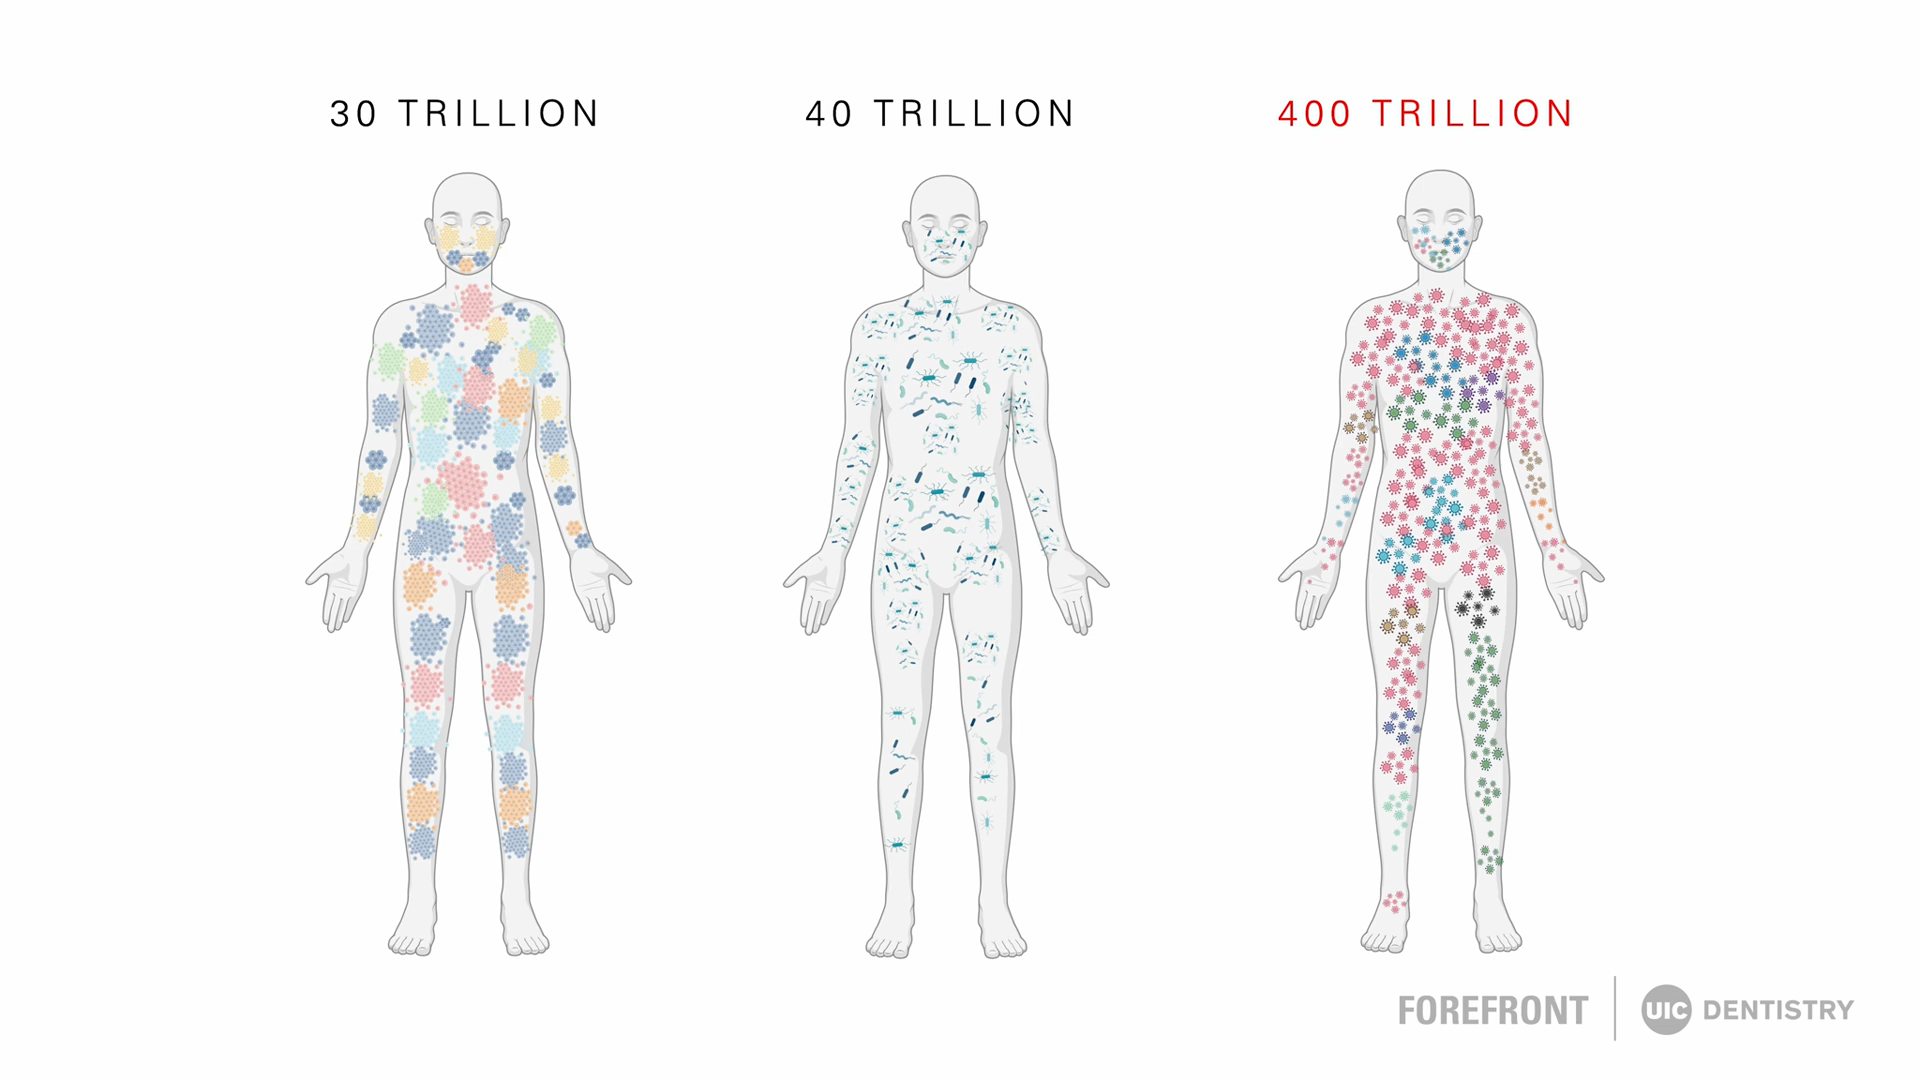 30 TRILLION
40 TRILLION
400 TRILLION
FOREFRONT
UIC DENTISTRY